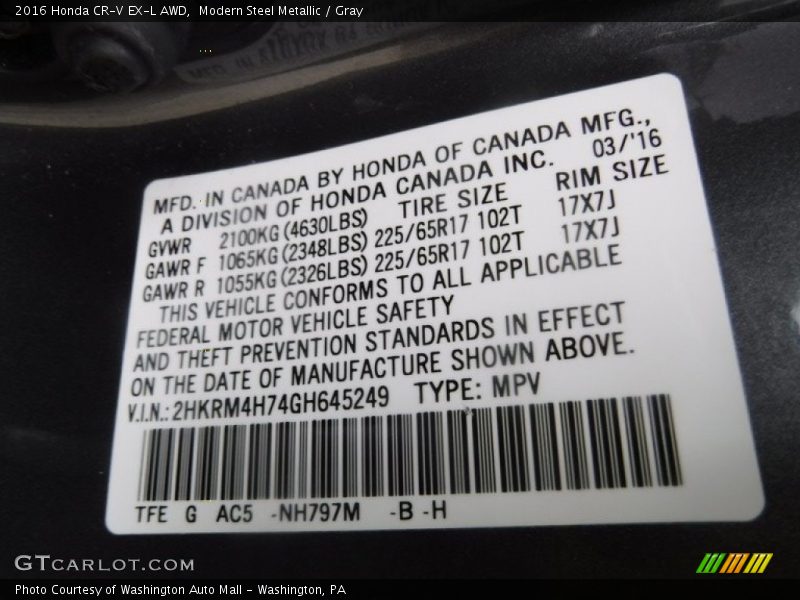 2016 Honda CR-V EX-L AWD,  Modern Steel Metallic / Gray
MFD. IN CANADA BY HONDA OF CANADA MFG.,
A DIVISION OF HONDA CANADA INC. 03/'16
GVWR 2100KG(4630LBS) TIRE SIZE RIM SIZE
GAWR F 1065KG(2348LBS) 225/65R17 102T 17X7J
GAWR R 1055KG(2326LBS) 225/65R17 102T 17X7J
THIS VEHICLE CONFORMS TO ALL APPLICABLE
FEDERAL MOTOR VEHICLE SAFETY
AND THEFT PREVENTION STANDARDS IN EFFECT
ON THE DATE OF MANUFACTURE SHOWN ABOVE.
V.I.N.: 2HKRM4H74GH645249 TYPE: MPV
TFE G AC5 -NH797M -B -H
GTCARLOT.COM
Photo Courtesy of Washington Auto Mall - Washington, PA